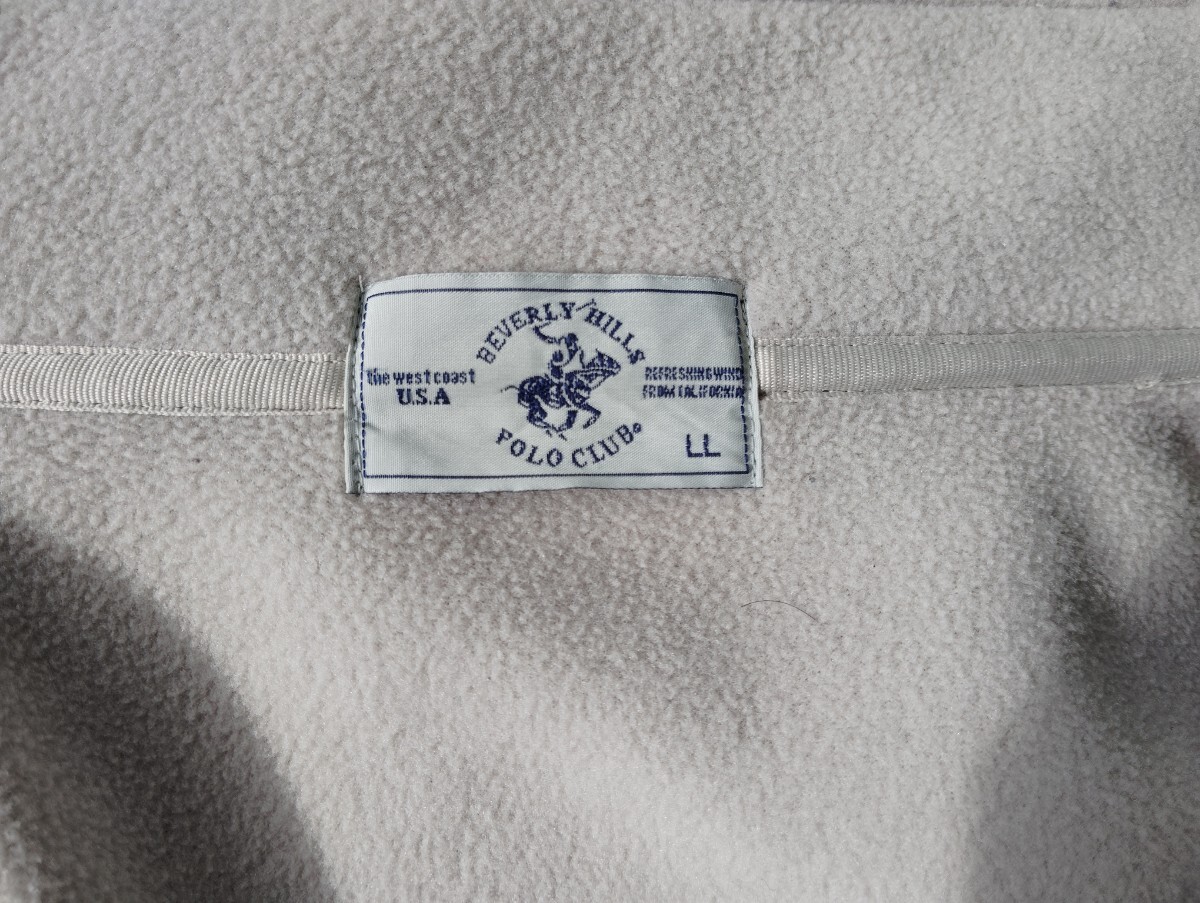 BEVERLY HILLS
the west coast
U.S.A
REFRESHING WIND
FROM CALIFORNIA
POLO CLUB®
LL